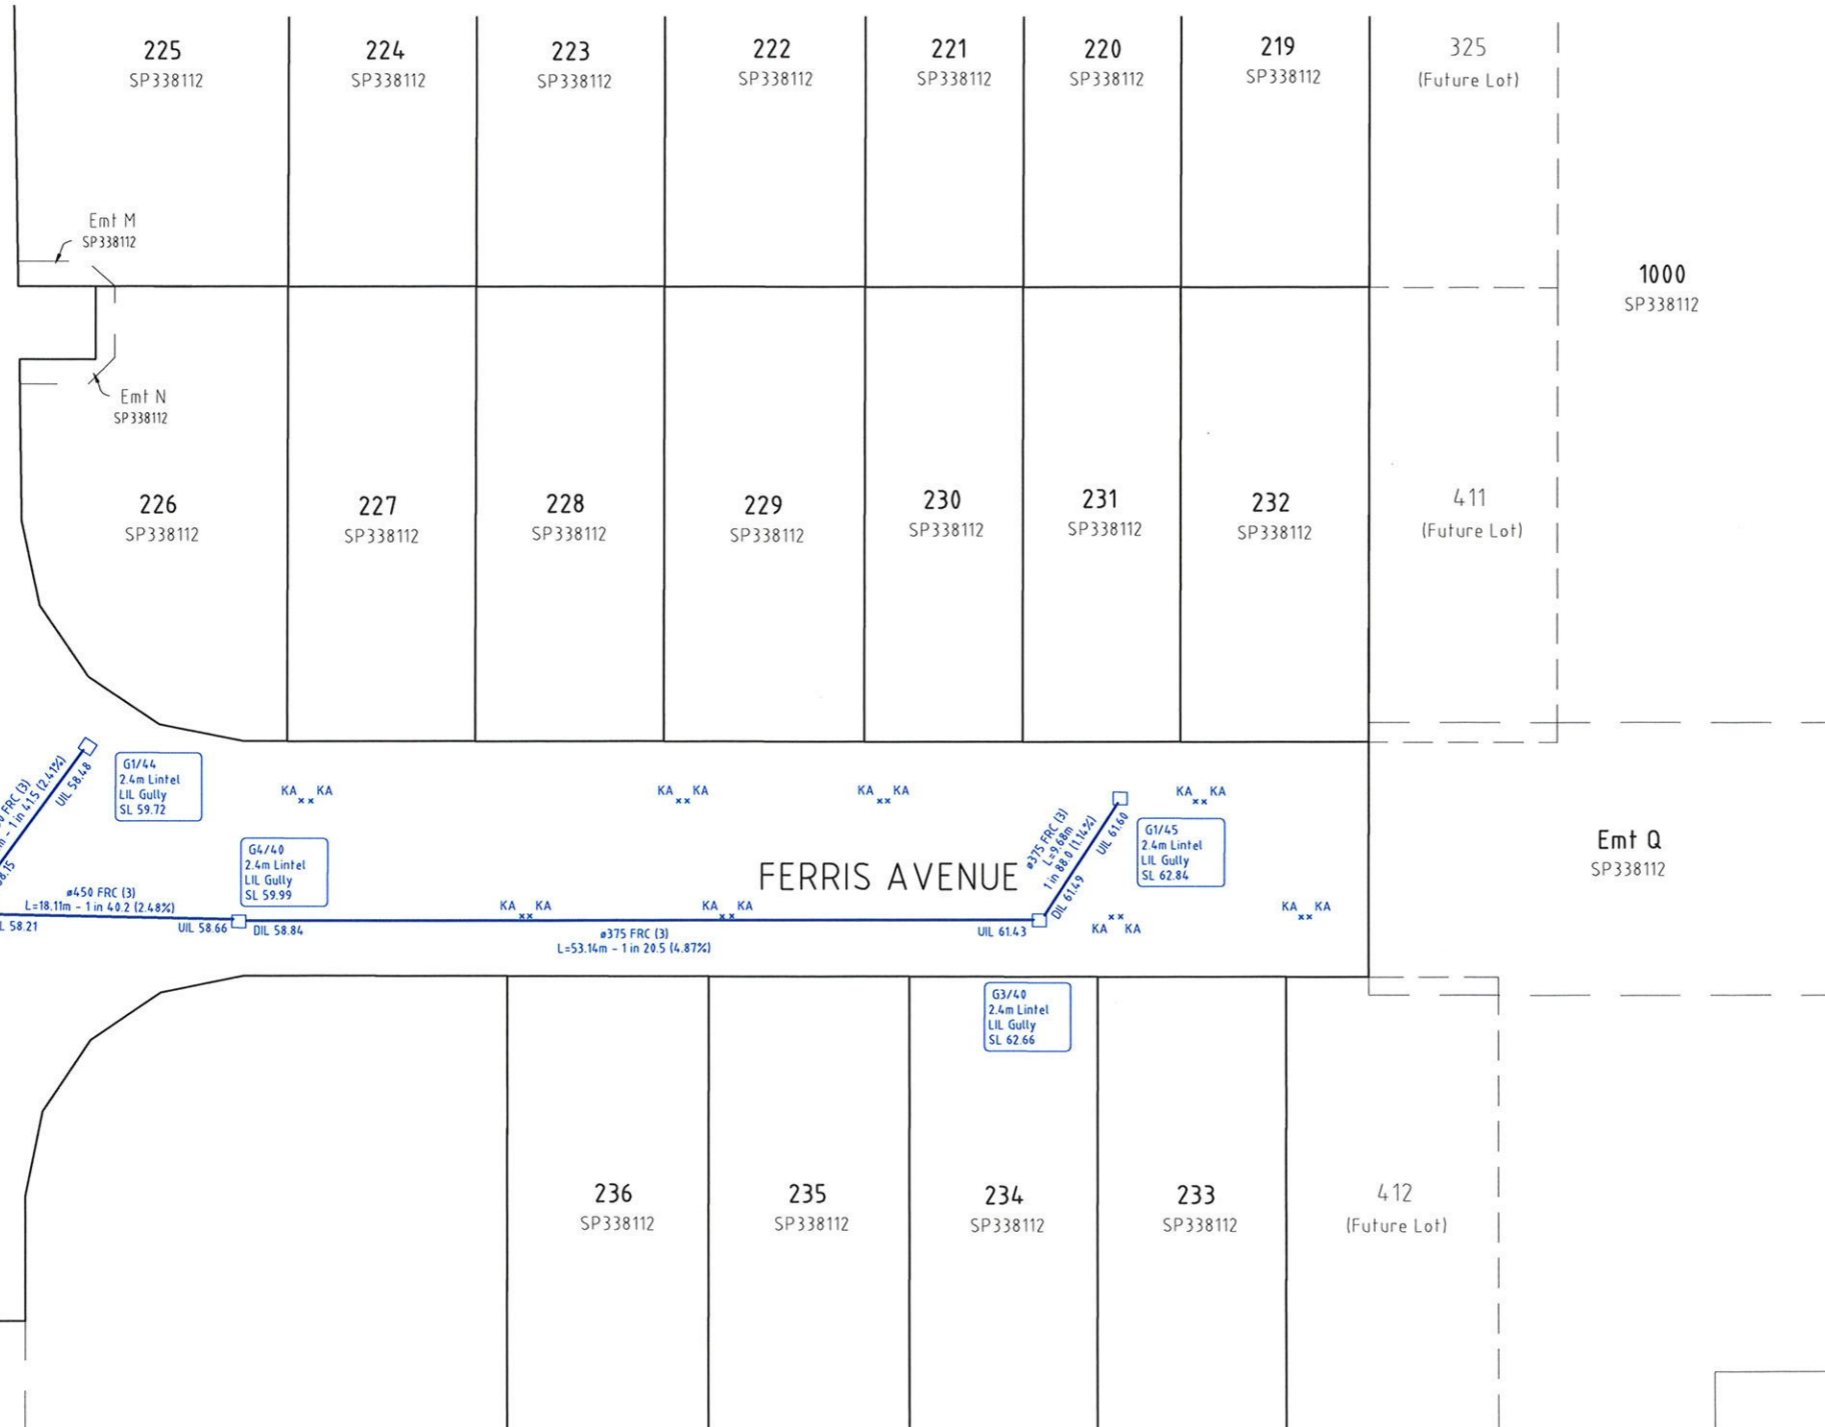 225
SP338112
224
SP338112
223
SP338112
222
SP338112
221
SP338112
220
SP338112
219
SP338112
325
(Future Lot)
Emt M
SP338112
1000
SP338112
Emt N
SP338112
226
SP338112
227
SP338112
228
SP338112
229
SP338112
230
SP338112
231
SP338112
232
SP338112
411
(Future Lot)
FRC (3)
- 1 in 41.5 (2.41%)
UIL 58.48
G1/44
2.4m Lintel
LIL Gully
SL 59.72
KA KA
KA KA
KA KA
KA KA
ø375 FRC (3)
L=9.68m
1 in 88.0 (1.14%)
UIL 61.60
DIL 61.49
G1/45
2.4m Lintel
LIL Gully
SL 62.84
Emt Q
SP338112
G4/40
2.4m Lintel
LIL Gully
SL 59.99
FERRIS AVENUE
ø450 FRC (3)
L=18.11m - 1 in 40.2 (2.48%)
58.21
UIL 58.66
DIL 58.84
KA KA
KA KA
ø375 FRC (3)
L=53.14m - 1 in 20.5 (4.87%)
UIL 61.43
KA KA
KA KA
G3/40
2.4m Lintel
LIL Gully
SL 62.66
236
SP338112
235
SP338112
234
SP338112
233
SP338112
412
(Future Lot)